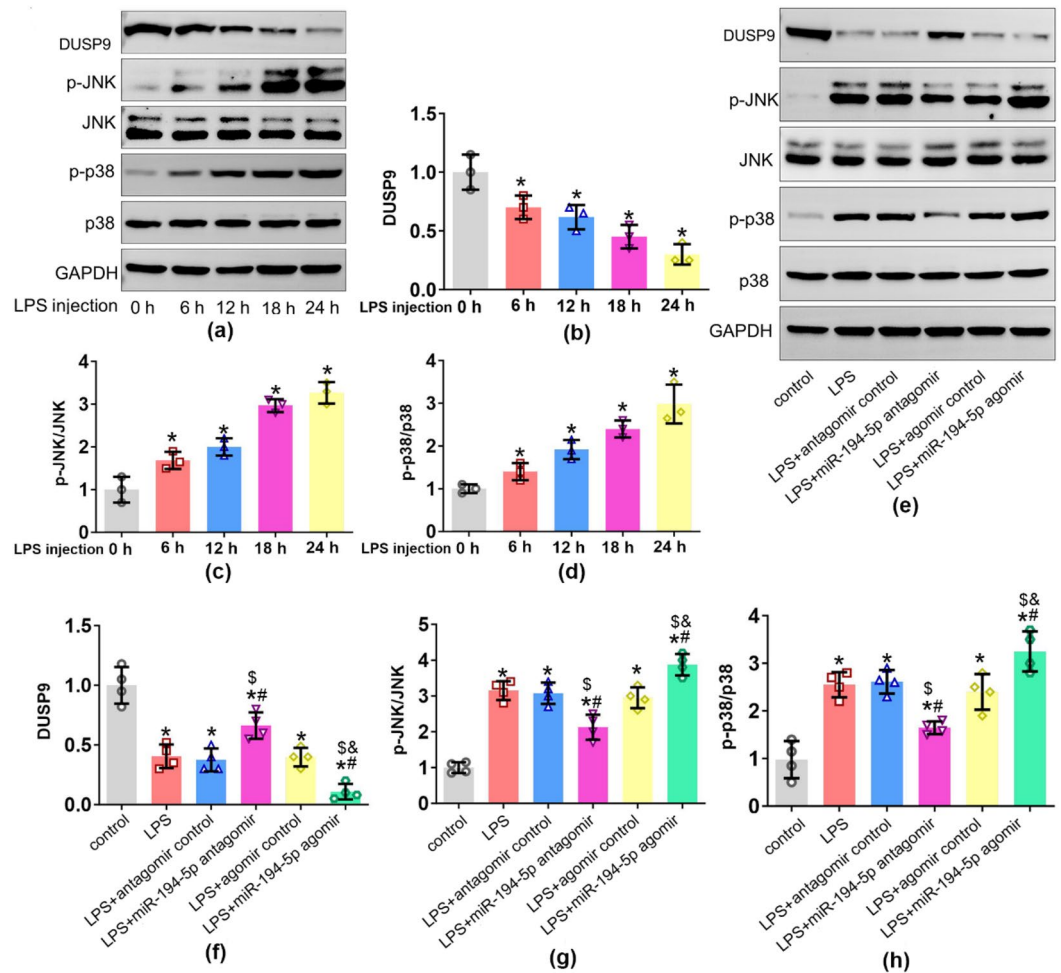 DUSP9
p-JNK
JNK
p-p38
p38
GAPDH
LPS injection 0 h 6 h 12 h 18 h 24 h
(a)
DUSP9
1.5
1.0
0.5
0.0
* * * *
LPS injection 0 h 6 h 12 h 18 h 24 h
(b)
p-JNK/JNK
4
3
2
1
0
* * * *
LPS injection 0 h 6 h 12 h 18 h 24 h
(c)
p-p38/p38
4
3
2
1
0
* * * *
0 h 6 h 12 h 18 h 24 h
(d)
DUSP9
p-JNK
JNK
p-p38
p38
GAPDH
control
LPS
LPS+antagomir control
LPS+miR-194-5p antagomir
LPS+agomir control
LPS+miR-194-5p agomir
(e)
DUSP9
1.5
1.0
0.5
0.0
* * $ *# * $& *#
control
LPS
LPS+antagomir control
LPS+miR-194-5p antagomir
LPS+agomir control
LPS+miR-194-5p agomir
(f)
p-JNK/JNK
5
4
3
2
1
0
* * $ *# * $& *#
control
LPS
LPS+antagomir control
LPS+miR-194-5p antagomir
LPS+agomir control
LPS+miR-194-5p agomir
(g)
p-p38/p38
4
3
2
1
0
* * $ *# * $& *#
control
LPS
LPS+antagomir control
LPS+miR-194-5p antagomir
LPS+agomir control
LPS+miR-194-5p agomir
(h)